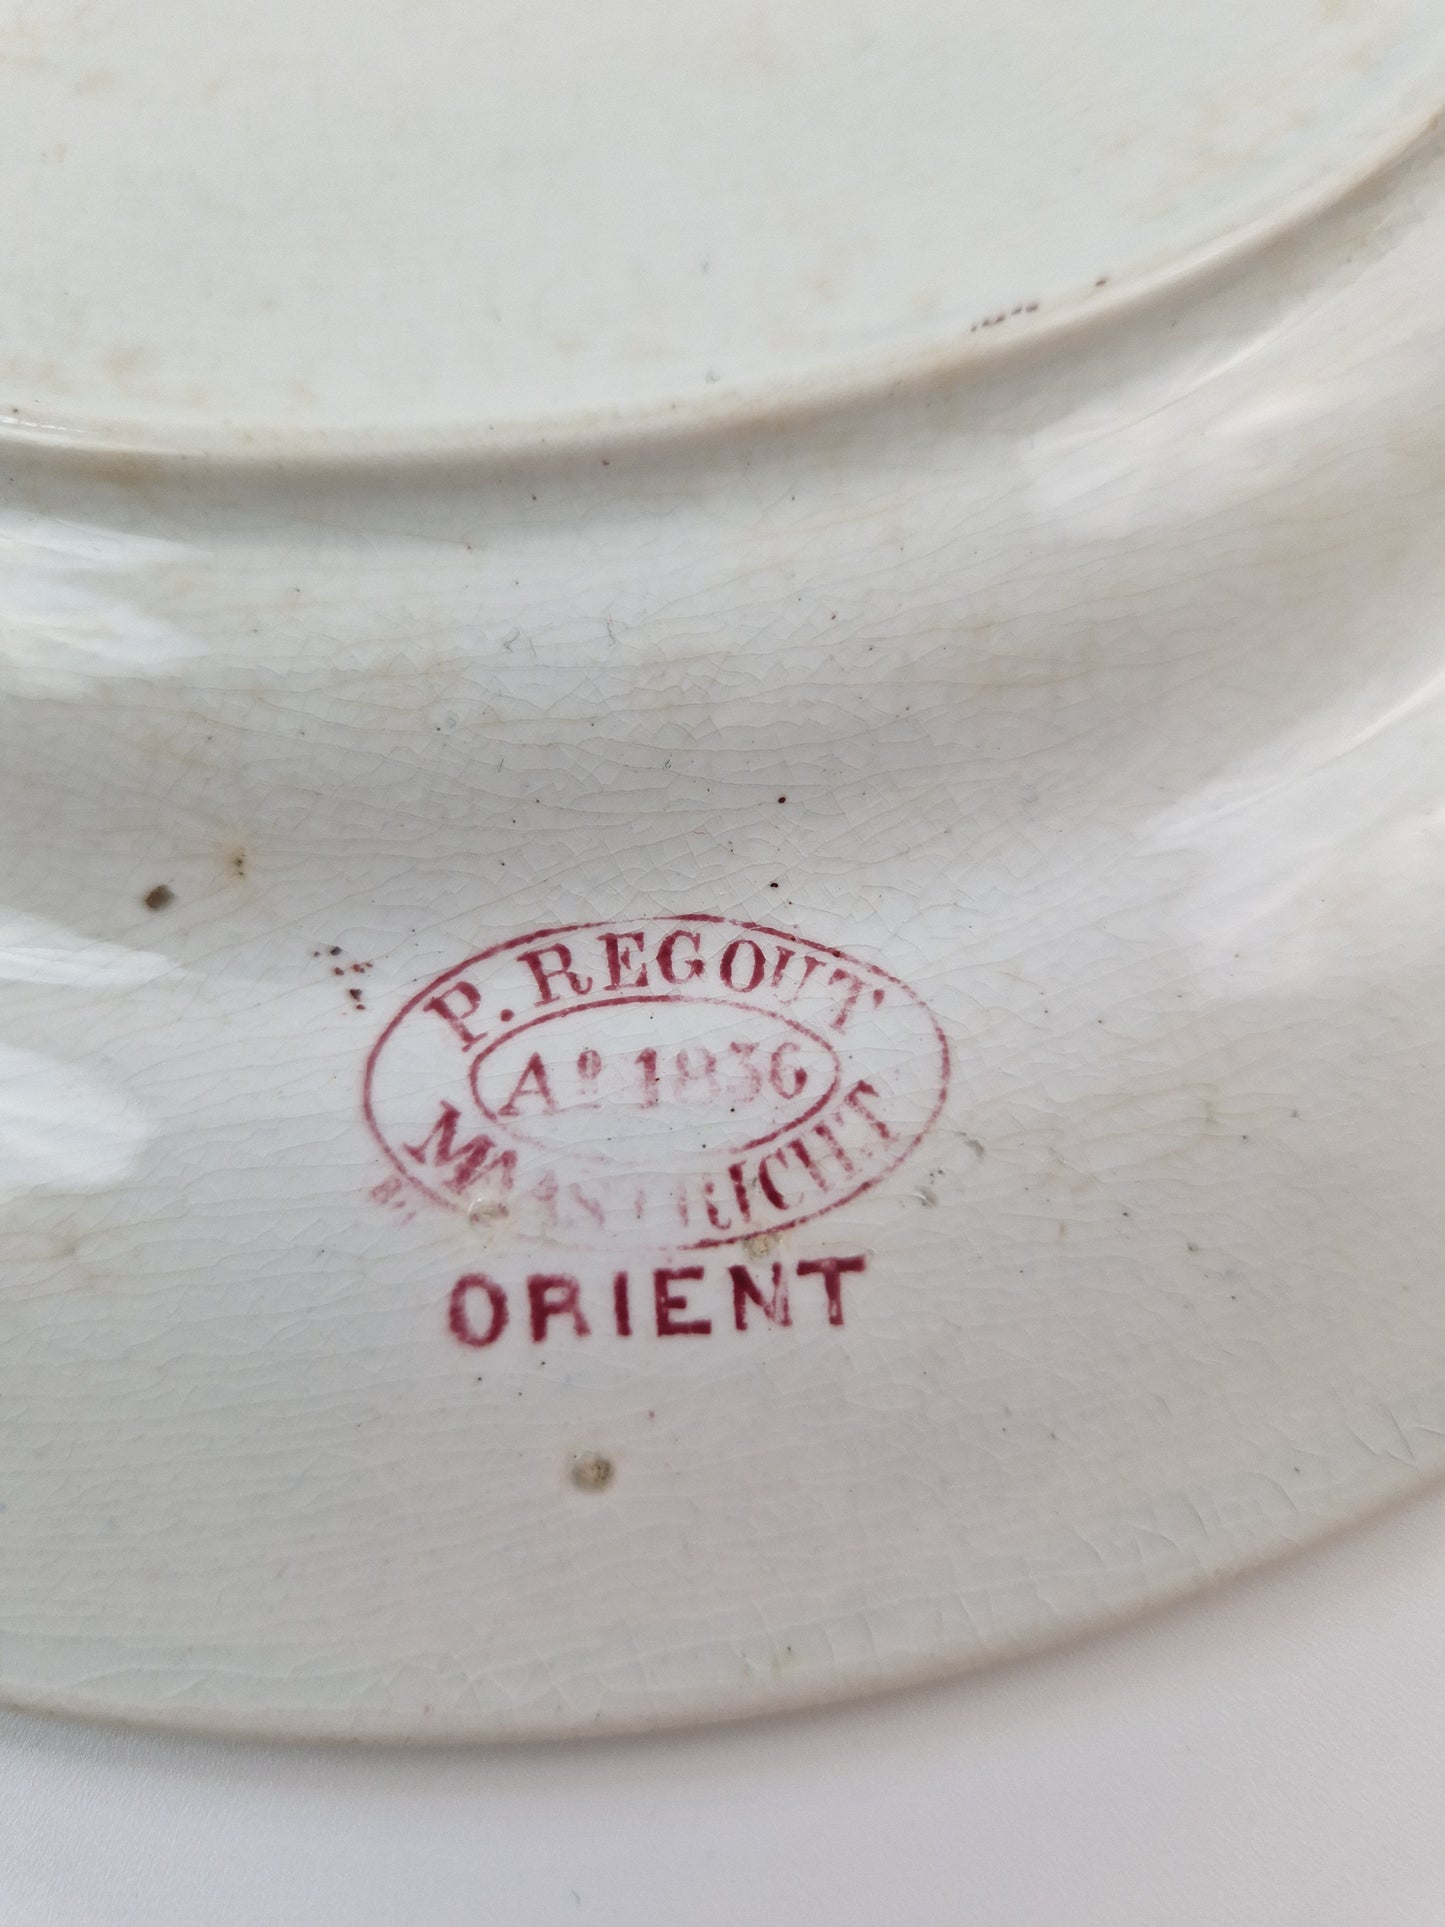 P. REGOUT
Aº 1836
MAASTRICHT
ORIENT